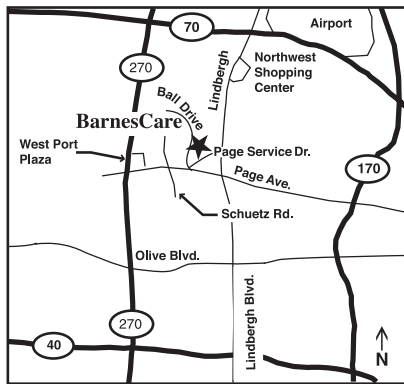 Airport
70
270
Lindbergh
Northwest
Shopping
Center
Ball Drive
BarnesCare
West Port
Plaza
Page Service Dr.
Page Ave.
170
Schuetz Rd.
Olive Blvd.
270
Lindbergh Blvd.
40
N